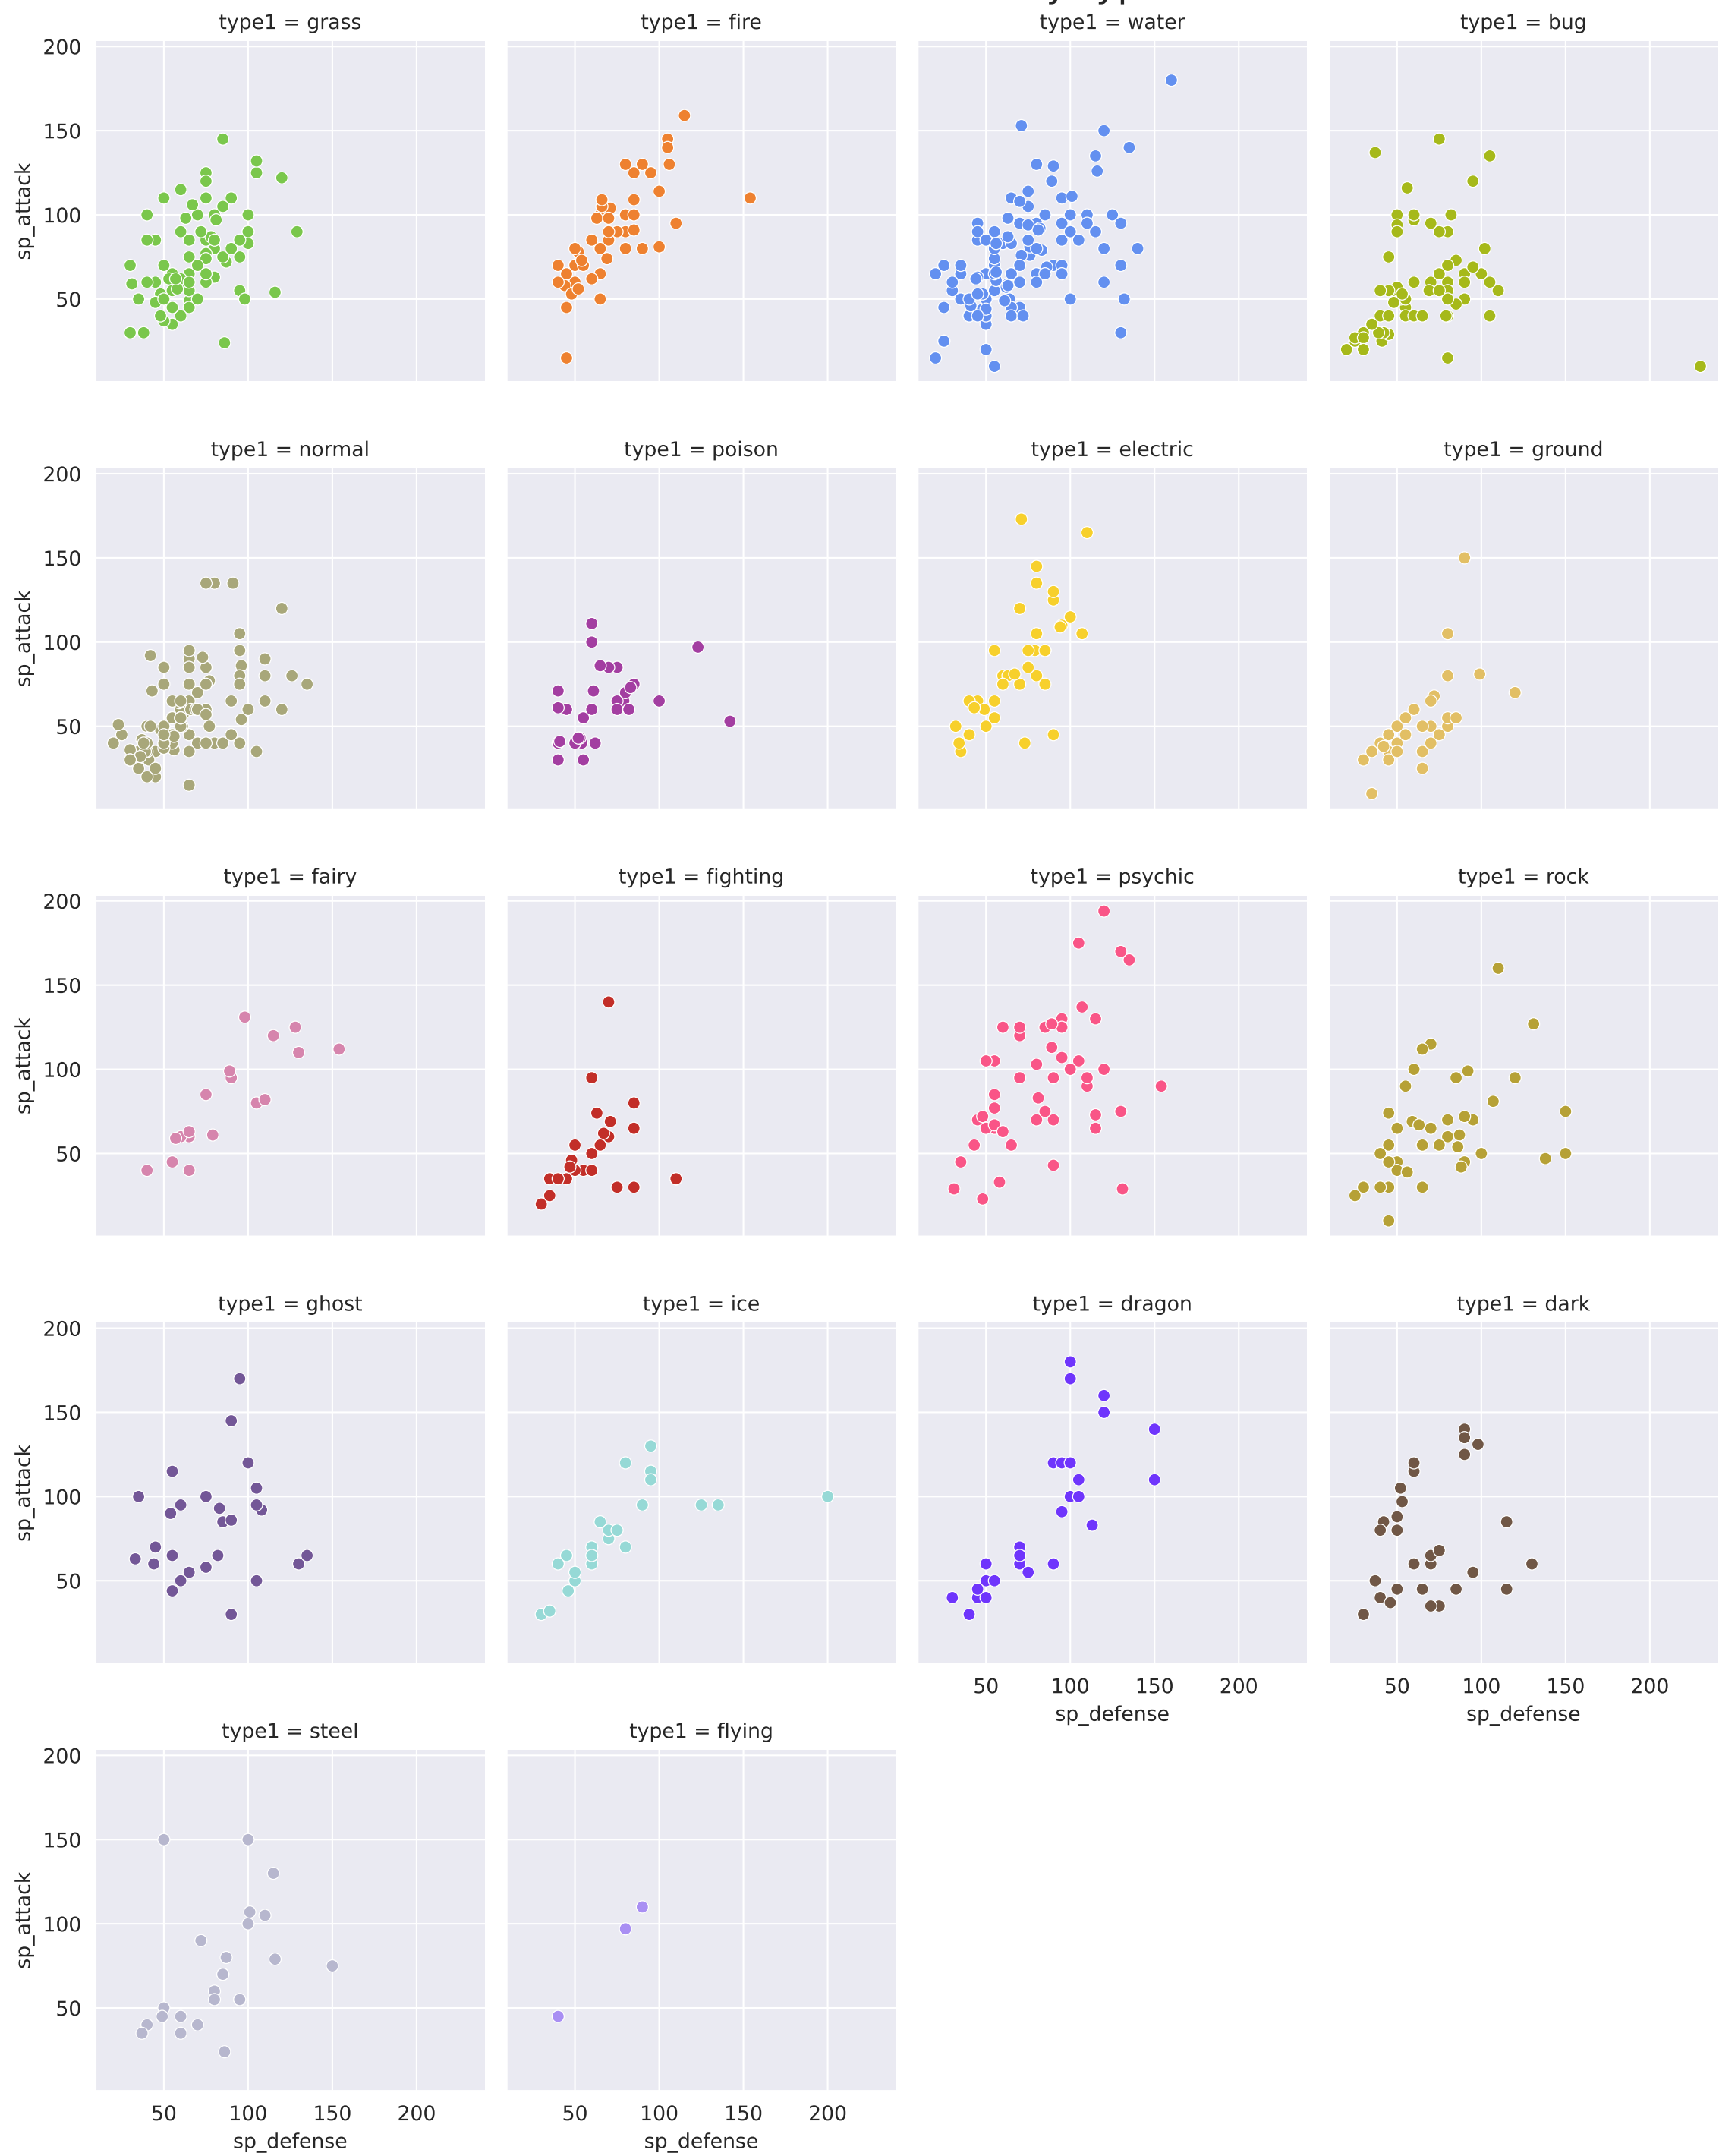 type1 = grass type1 = fire type1 = water type1 = bug
200
150
100
50
sp_attack
type1 = normal type1 = poison type1 = electric type1 = ground
200
150
100
50
sp_attack
type1 = fairy type1 = fighting type1 = psychic type1 = rock
200
150
100
50
sp_attack
type1 = ghost type1 = ice type1 = dragon type1 = dark
200
150
100
50
sp_attack
50 100 150 200 50 100 150 200
sp_defense sp_defense
type1 = steel type1 = flying
200
150
100
50
sp_attack
50 100 150 200 50 100 150 200
sp_defense sp_defense